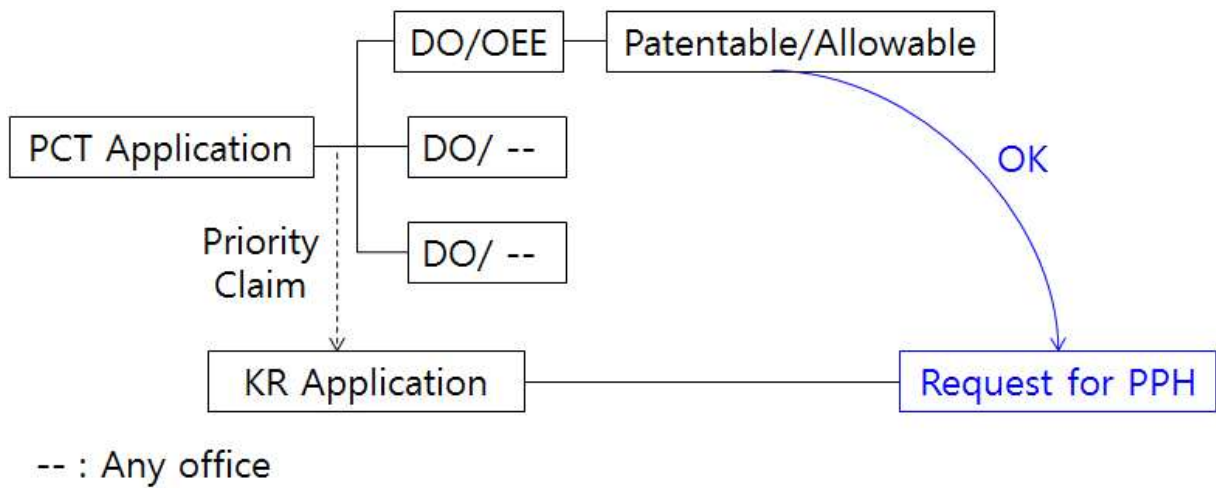 DO/OEE
Patentable/Allowable
PCT Application
DO/ --
OK
Priority
Claim
DO/ --
KR Application
Request for PPH
-- : Any office